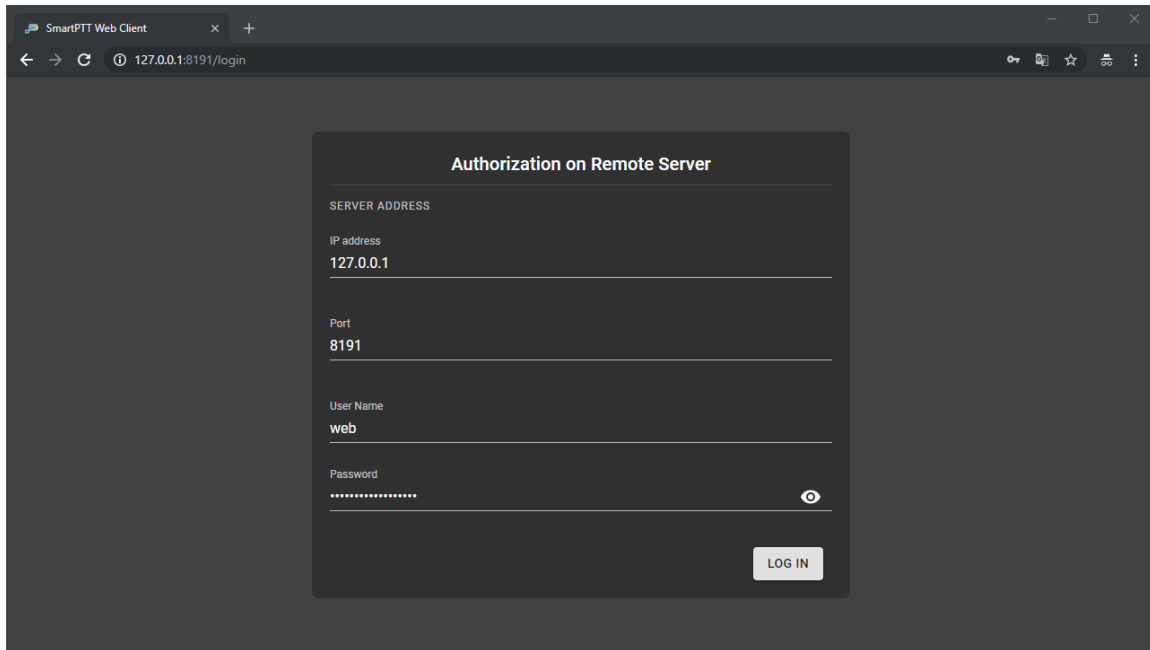 SmartPTT Web Client
127.0.0.1:8191/login
Authorization on Remote Server
SERVER ADDRESS
IP address
127.0.0.1
Port
8191
User Name
web
Password
••••••••••••••••••
LOG IN